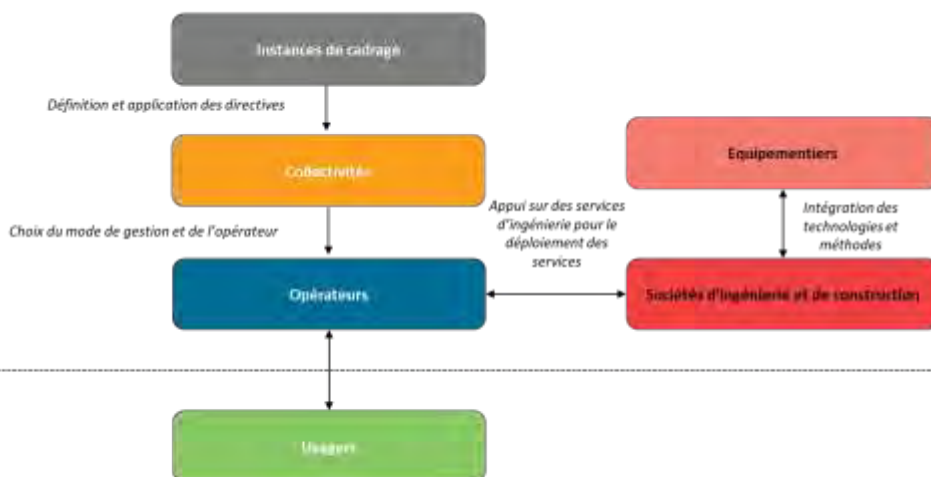 Instances de cadrage
Définition et application des directives
Collectivités
Equipementiers
Choix du mode de gestion et de l'opérateur
Appui sur des services
d'ingénierie pour le
déploiement des
services
Intégration des
technologies et
méthodes
Opérateurs
Sociétés d'ingénierie et de construction
Usagers